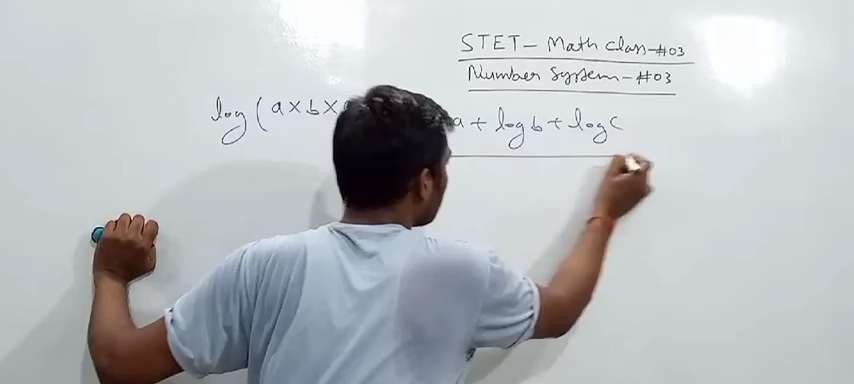 STET- Math class-#03
Number System-#03
log (a×b× a + log b + log c